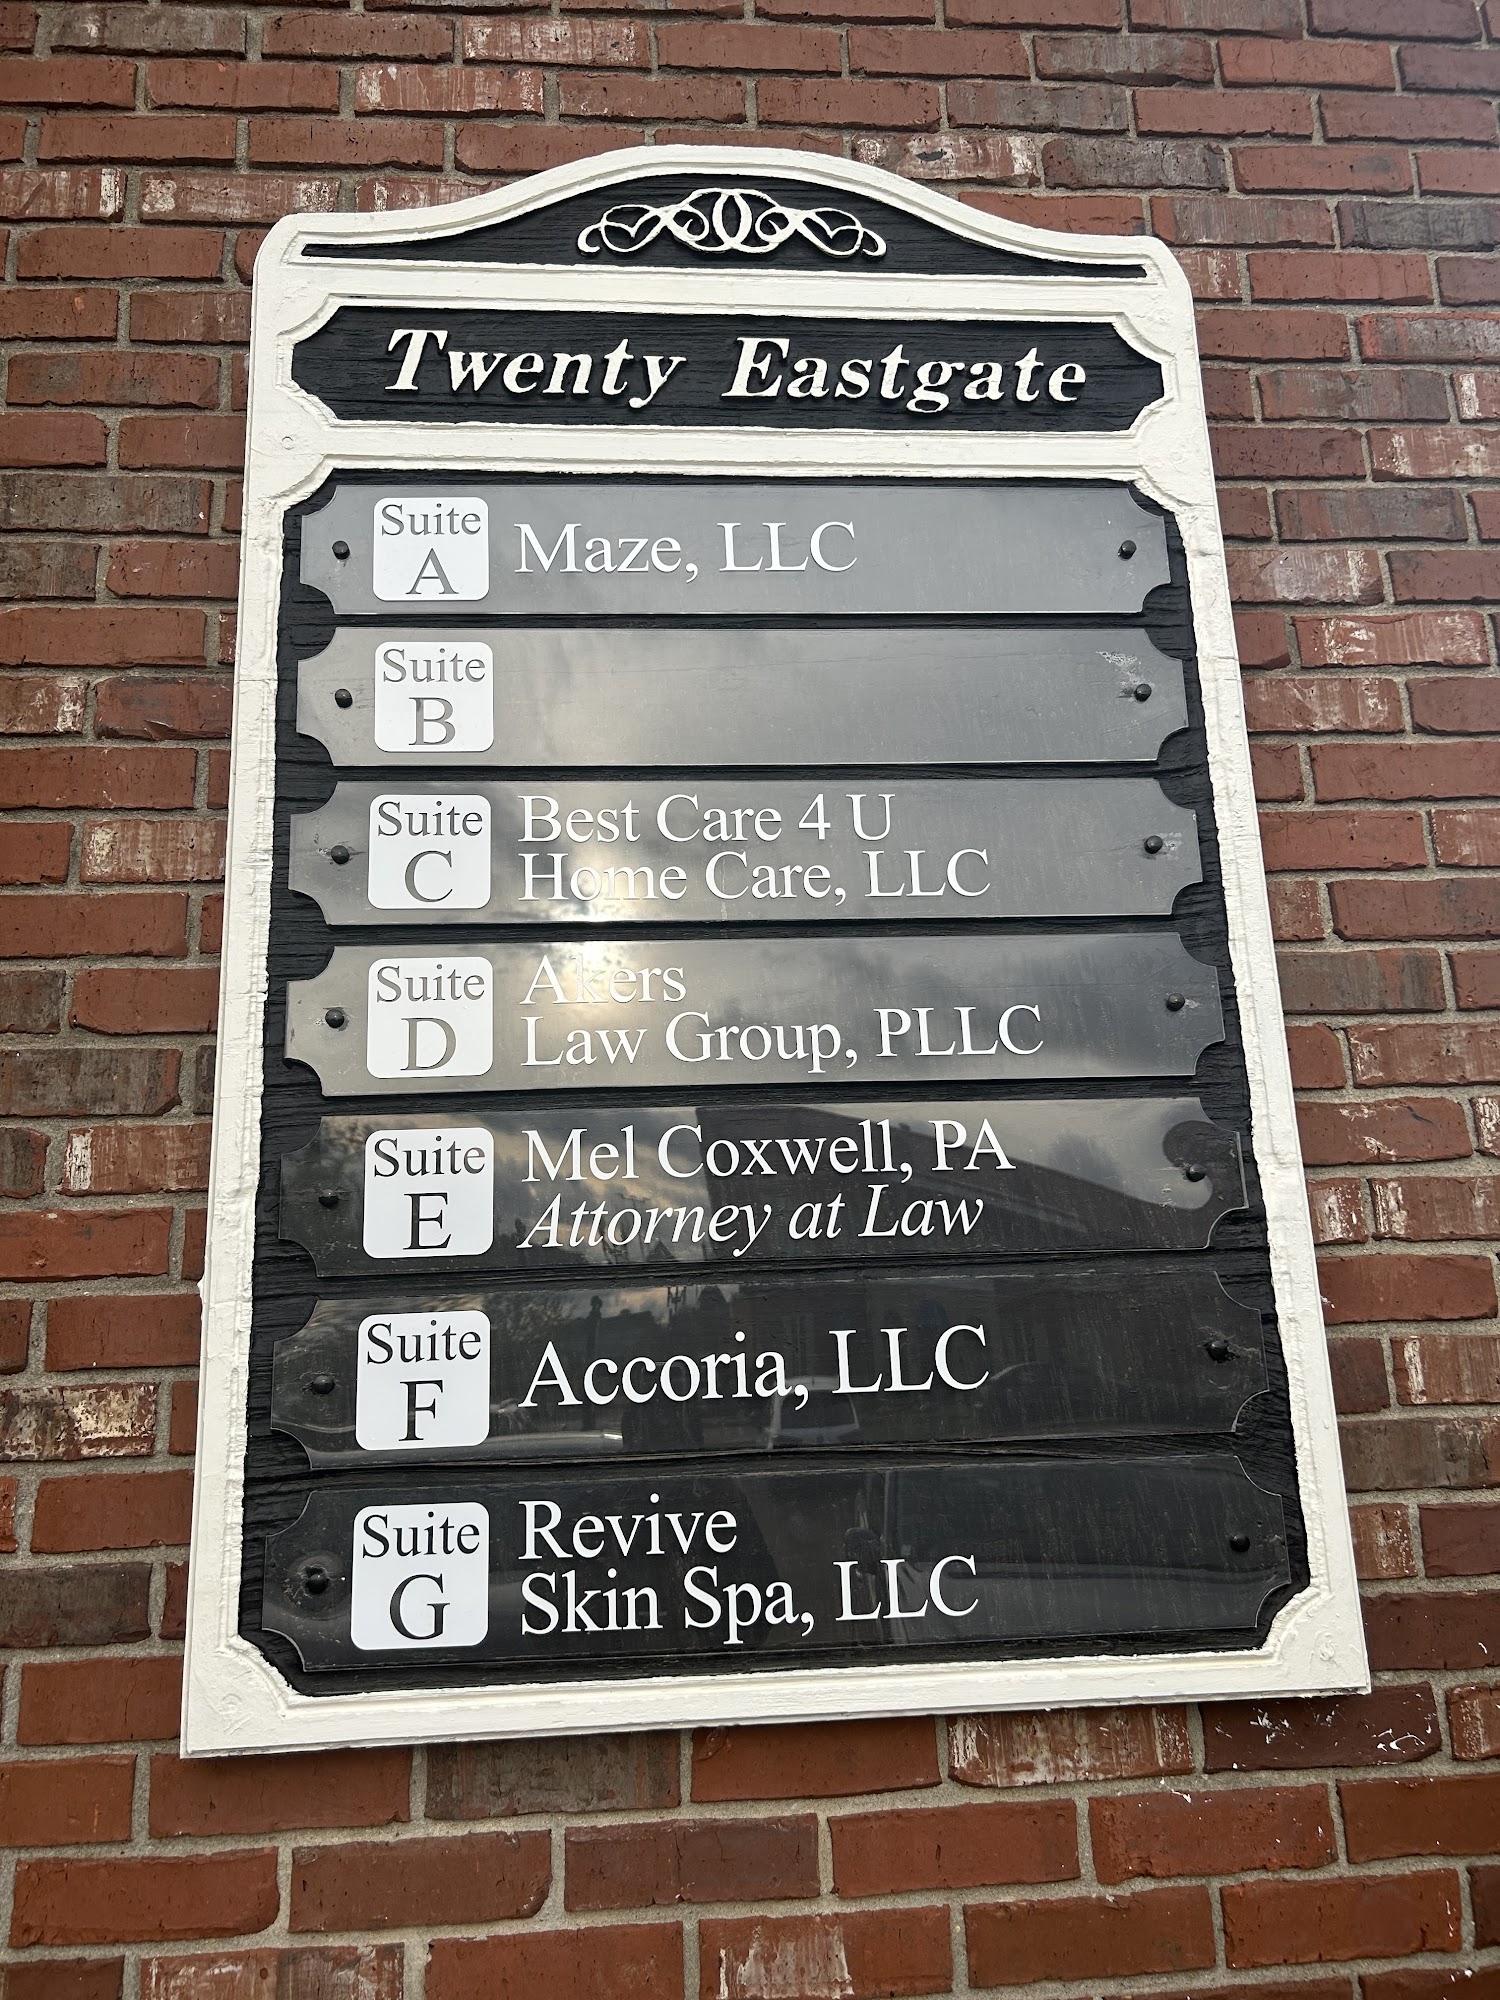 Twenty Eastgate
Suite
A
Maze, LLC
Suite
B
Suite
C
Best Care 4 U
Home Care, LLC
Suite
D
Akers
Law Group, PLLC
Suite
E
Mel Coxwell, PA
Attorney at Law
Suite
F
Accoria, LLC
Suite
G
Revive
Skin Spa, LLC